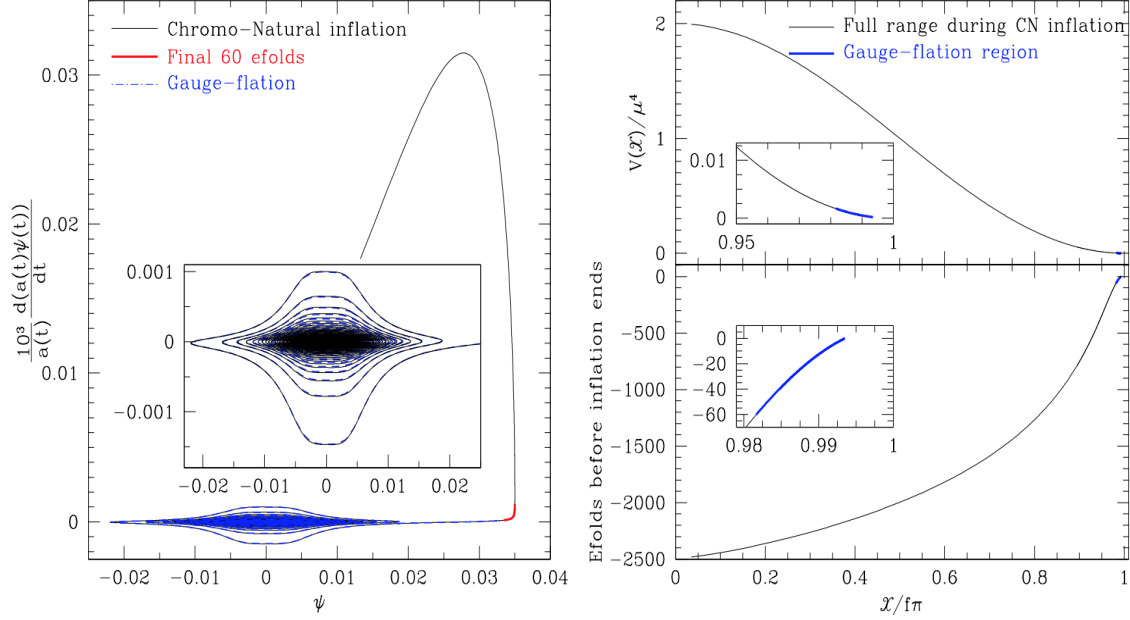 Chromo-Natural inflation
Final 60 efolds
Gauge-flation
10³ d(a(t)ψ(t))
a(t) dt
0.03
0.02
0.01
0
0.001
0
-0.001
-0.02 -0.01 0 0.01 0.02
-0.02 -0.01 0 0.01 0.02 0.03 0.04
ψ
Full range during CN inflation
Gauge-flation region
V(𝒳)/μ⁴
2
1
0
0.01
0
0.95 1
Efolds before inflation ends
0
-500
-1000
-1500
-2000
-2500
0
-20
-40
-60
0.98 0.99 1
0 0.2 0.4 0.6 0.8 1
𝒳/fπ